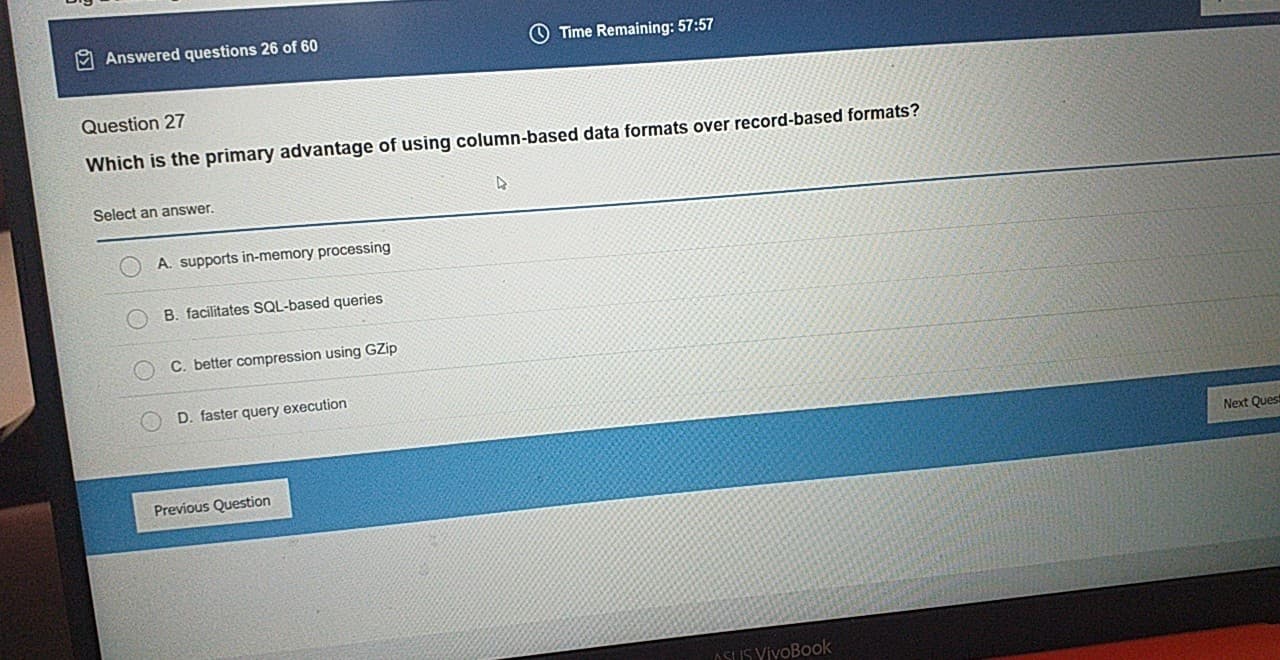 Answered questions 26 of 60
Time Remaining: 57:57
Question 27
Which is the primary advantage of using column-based data formats over record-based formats?
Select an answer.
A. supports in-memory processing
B. facilitates SQL-based queries
C. better compression using GZip
D. faster query execution
Next
Previous Question
ASUS VivoBook